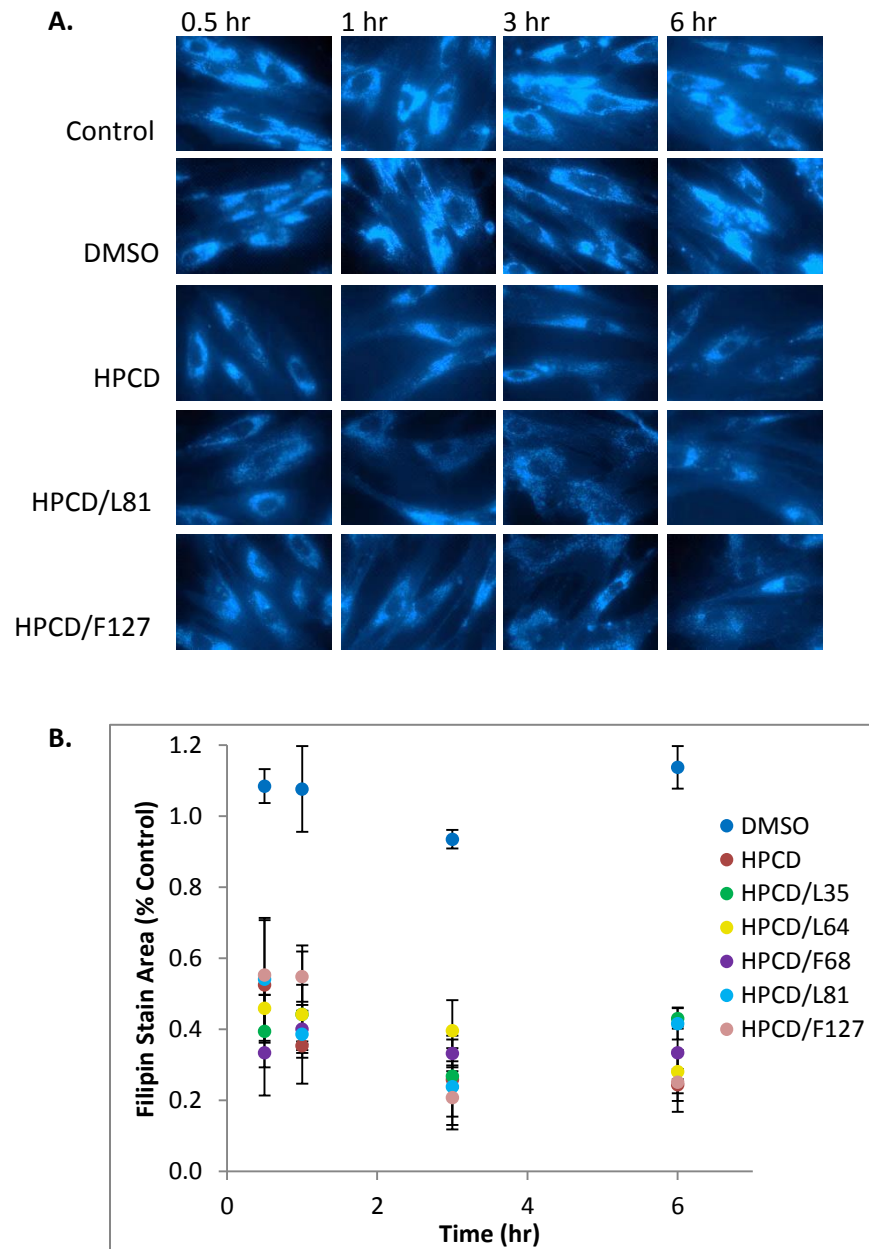 A.
0.5 hr 1 hr 3 hr 6 hr
Control
DMSO
HPCD
HPCD/L81
HPCD/F127
B.
Filipin Stain Area (% Control)
1.2
1.0
0.8
0.6
0.4
0.2
0.0
0 2 4 6
Time (hr)
DMSO
HPCD
HPCD/L35
HPCD/L64
HPCD/F68
HPCD/L81
HPCD/F127